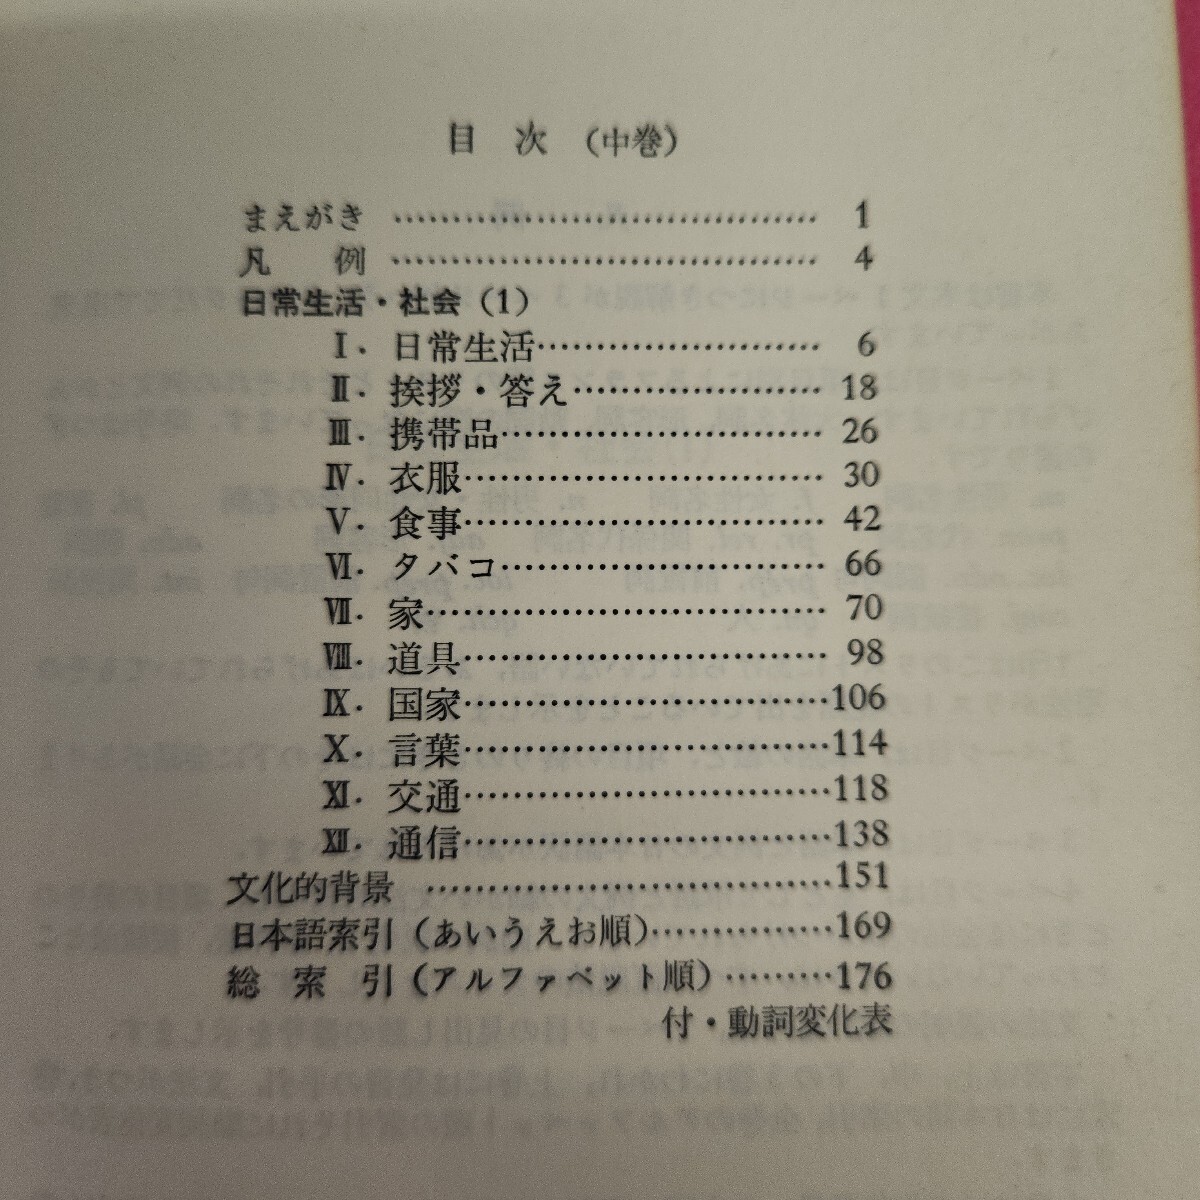 目次（中巻）
まえがき ………………………………… 1
凡例 ………………………………… 4
日常生活・社会（1）
Ⅰ．日常生活……………………… 6
Ⅱ．挨拶・答え…………………… 18
Ⅲ．携帯品………………………… 26
Ⅳ．衣服…………………………… 30
Ⅴ．食事…………………………… 42
Ⅵ．タバコ………………………… 66
Ⅶ．家……………………………… 70
Ⅷ．道具…………………………… 98
Ⅸ．国家……………………………106
Ⅹ．言葉……………………………114
Ⅺ．交通……………………………118
Ⅻ．通信……………………………138
文化的背景 ………………………………151
日本語索引（あいうえお順）……………169
総索引（アルファベット順）………176
付・動詞変化表